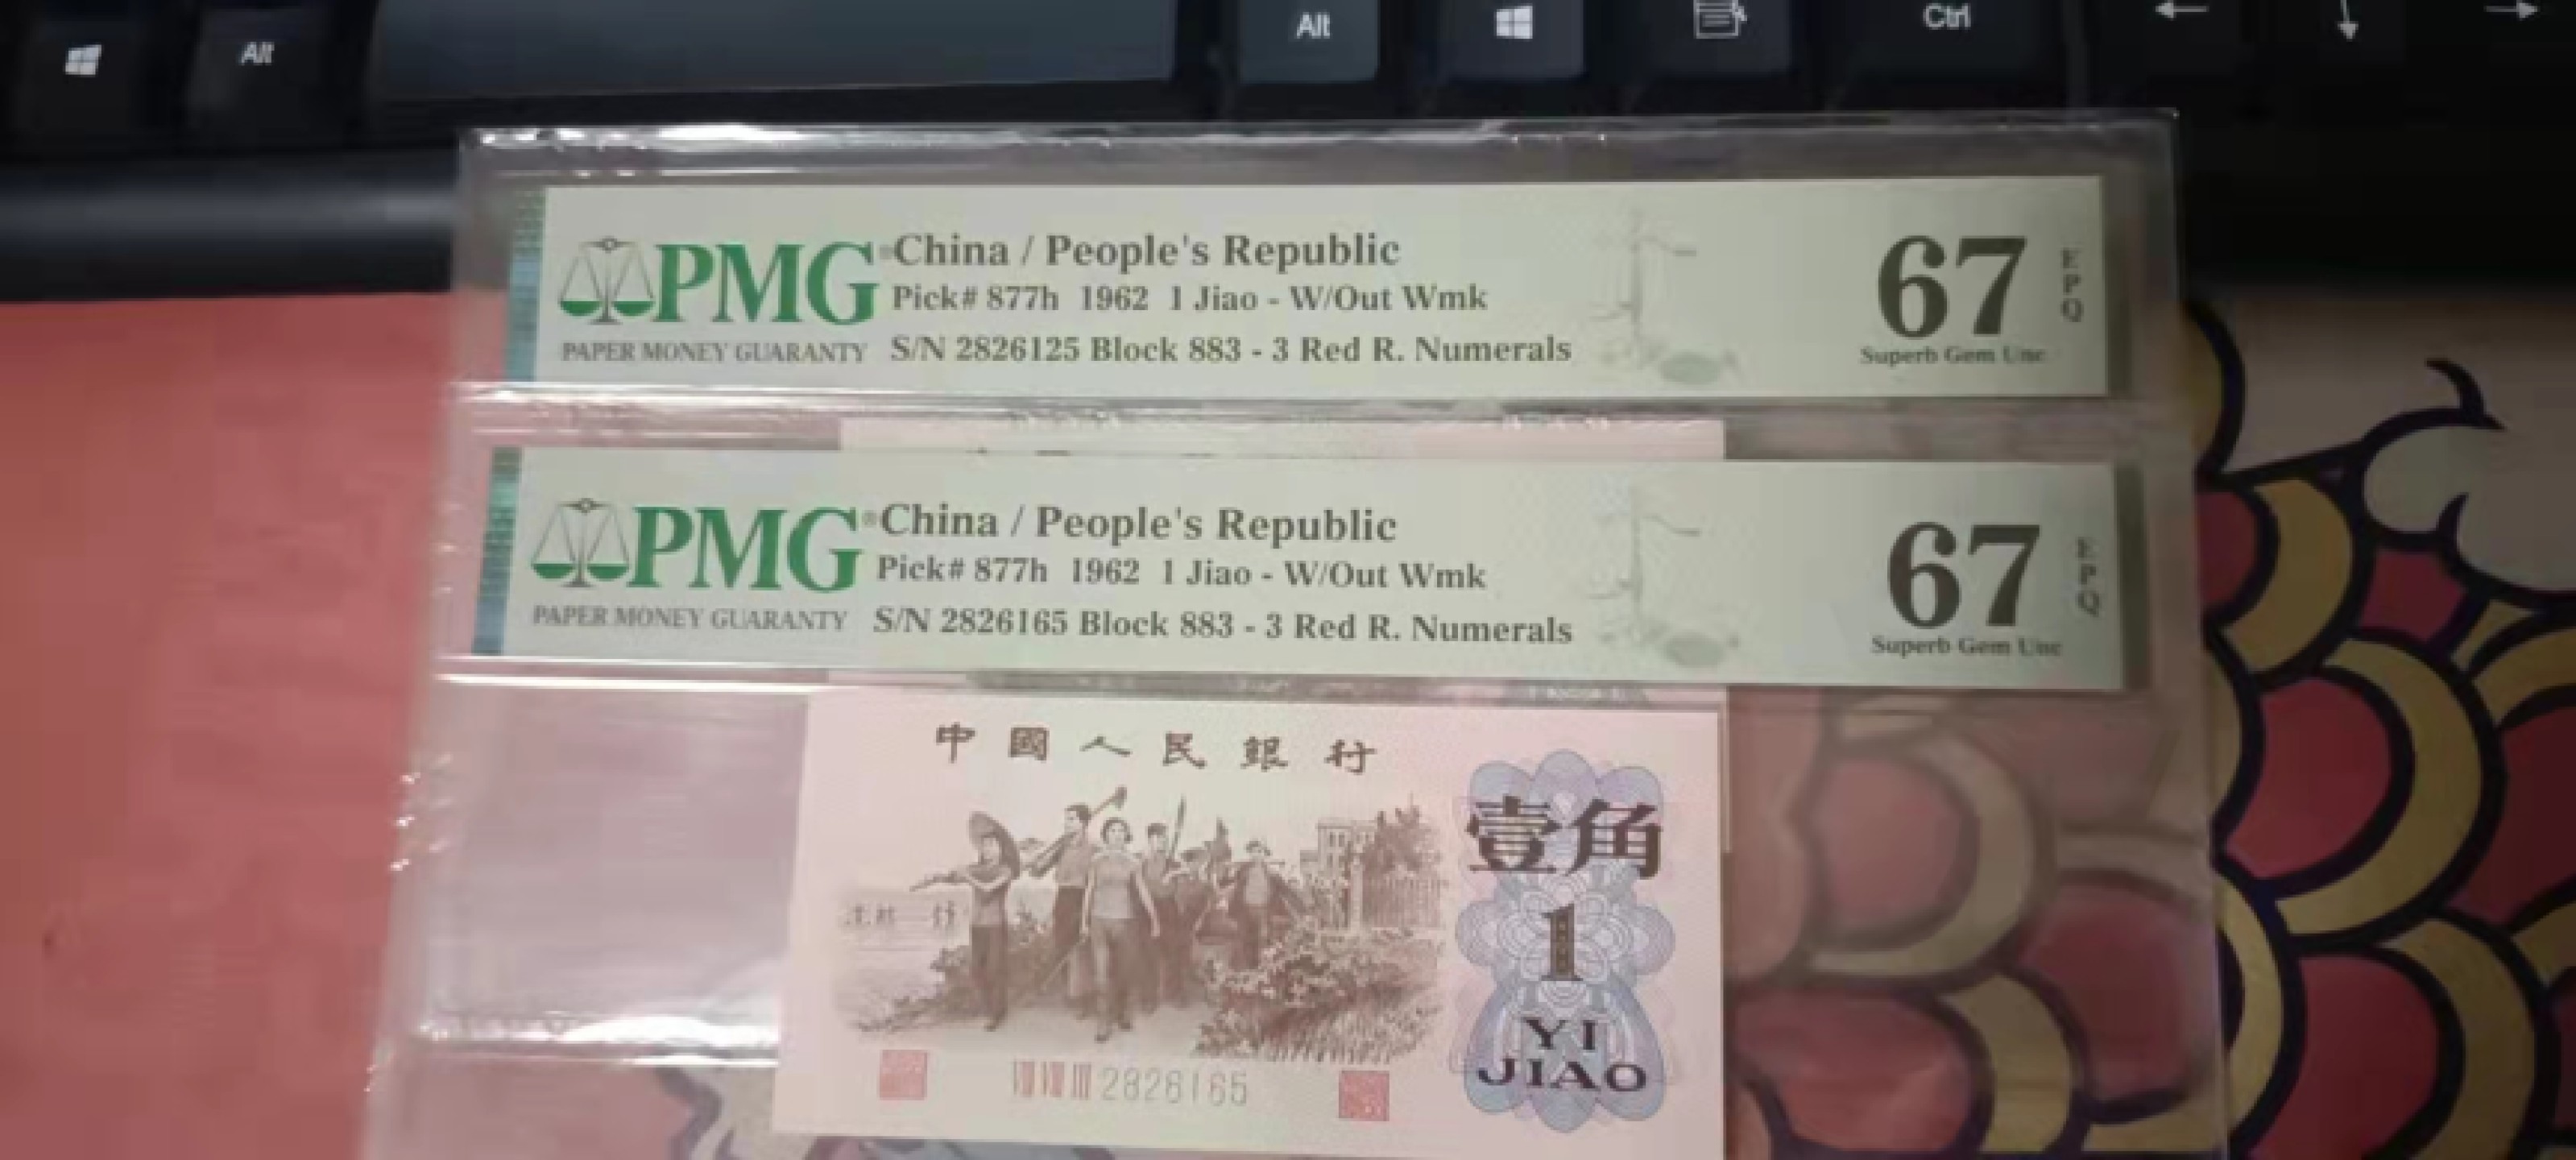 Alt
Alt
Ctrl
PMG
PAPER MONEY GUARANTY
China / People's Republic
Pick# 877h 1962 1 Jiao - W/Out Wmk
S/N 2826125 Block 883 - 3 Red R. Numerals
67
EPQ
Superb Gem Unc
PMG
PAPER MONEY GUARANTY
China / People's Republic
Pick# 877h 1962 1 Jiao - W/Out Wmk
S/N 2826165 Block 883 - 3 Red R. Numerals
67
EPQ
Superb Gem Unc
中國人民銀行
壹角
1
YI
JIAO
VIII VIII III 2826165